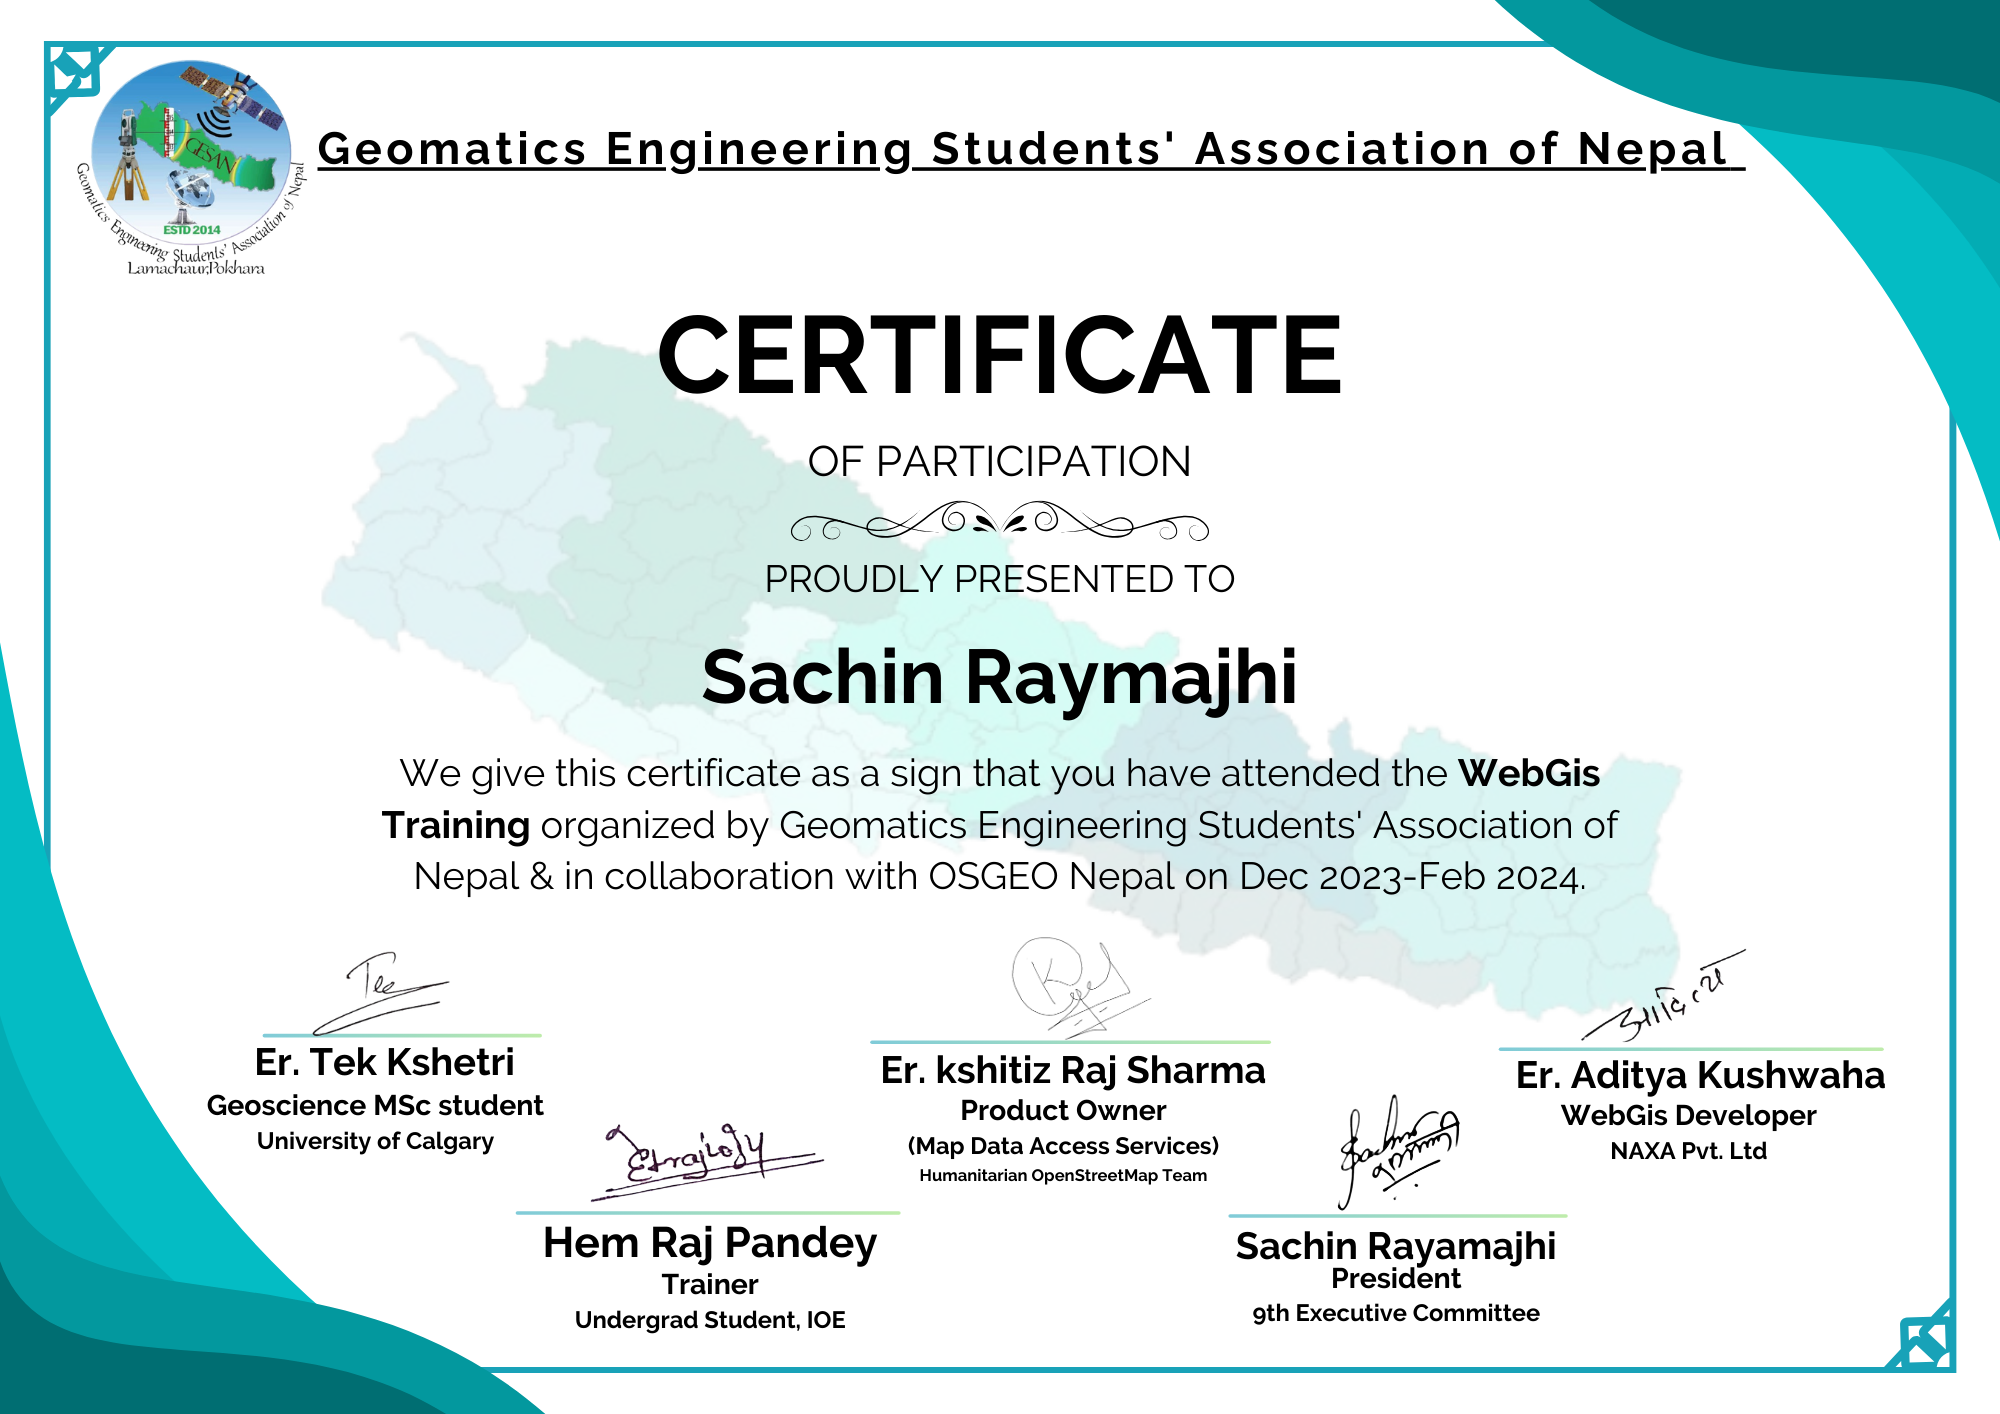 GESAN
ESTD 2014
Geomatics Engineering Students' Association of Nepal
Lamachaur,Pokhara
Geomatics Engineering Students' Association of Nepal
CERTIFICATE
OF PARTICIPATION
PROUDLY PRESENTED TO
Sachin Raymajhi
We give this certificate as a sign that you have attended the WebGis
Training organized by Geomatics Engineering Students' Association of
Nepal & in collaboration with OSGEO Nepal on Dec 2023-Feb 2024.
Er. Tek Kshetri
Geoscience MSc student
University of Calgary
Hem Raj Pandey
Trainer
Undergrad Student, IOE
Er. kshitiz Raj Sharma
Product Owner
(Map Data Access Services)
Humanitarian OpenStreetMap Team
Sachin Rayamajhi
President
9th Executive Committee
Er. Aditya Kushwaha
WebGis Developer
NAXA Pvt. Ltd